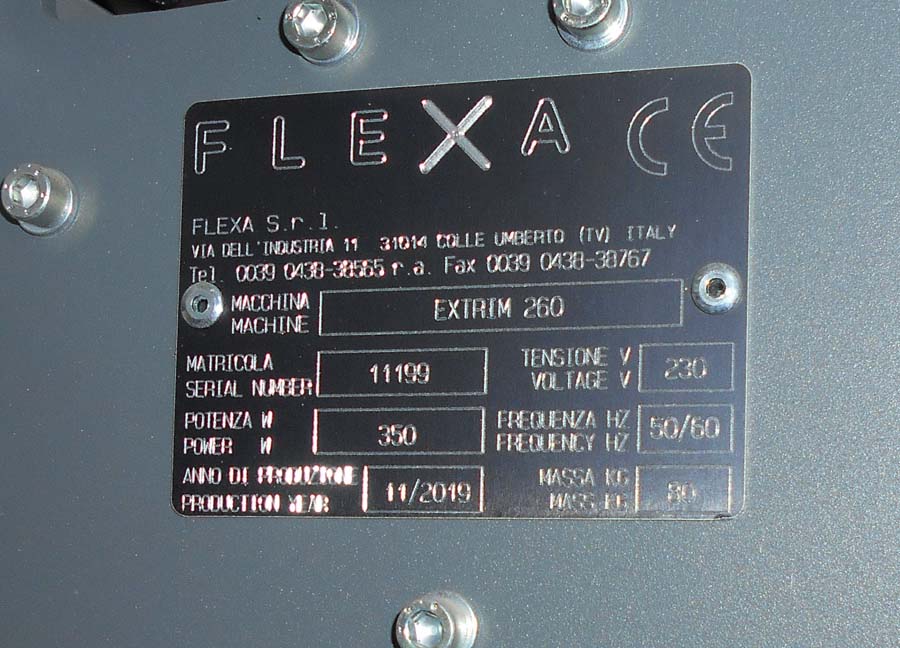 FLEXA CE
FLEXA S.r.l.
VIA DELL'INDUSTRIA 11 31014 COLLE UMBERTO (TV) ITALY
Tel. 0039 0438-38565 r.a. Fax 0039 0438-38767
MACCHINA
MACHINE
EXTRIM 260
MATRICOLA
SERIAL NUMBER
11199
TENSIONE V
VOLTAGE V
230
POTENZA W
POWER W
350
FREQUENZA HZ
FREQUENCY HZ
50/60
ANNO DI PRODUZIONE
PRODUCTION YEAR
11/2019
MASSA KG
MASS KG
80